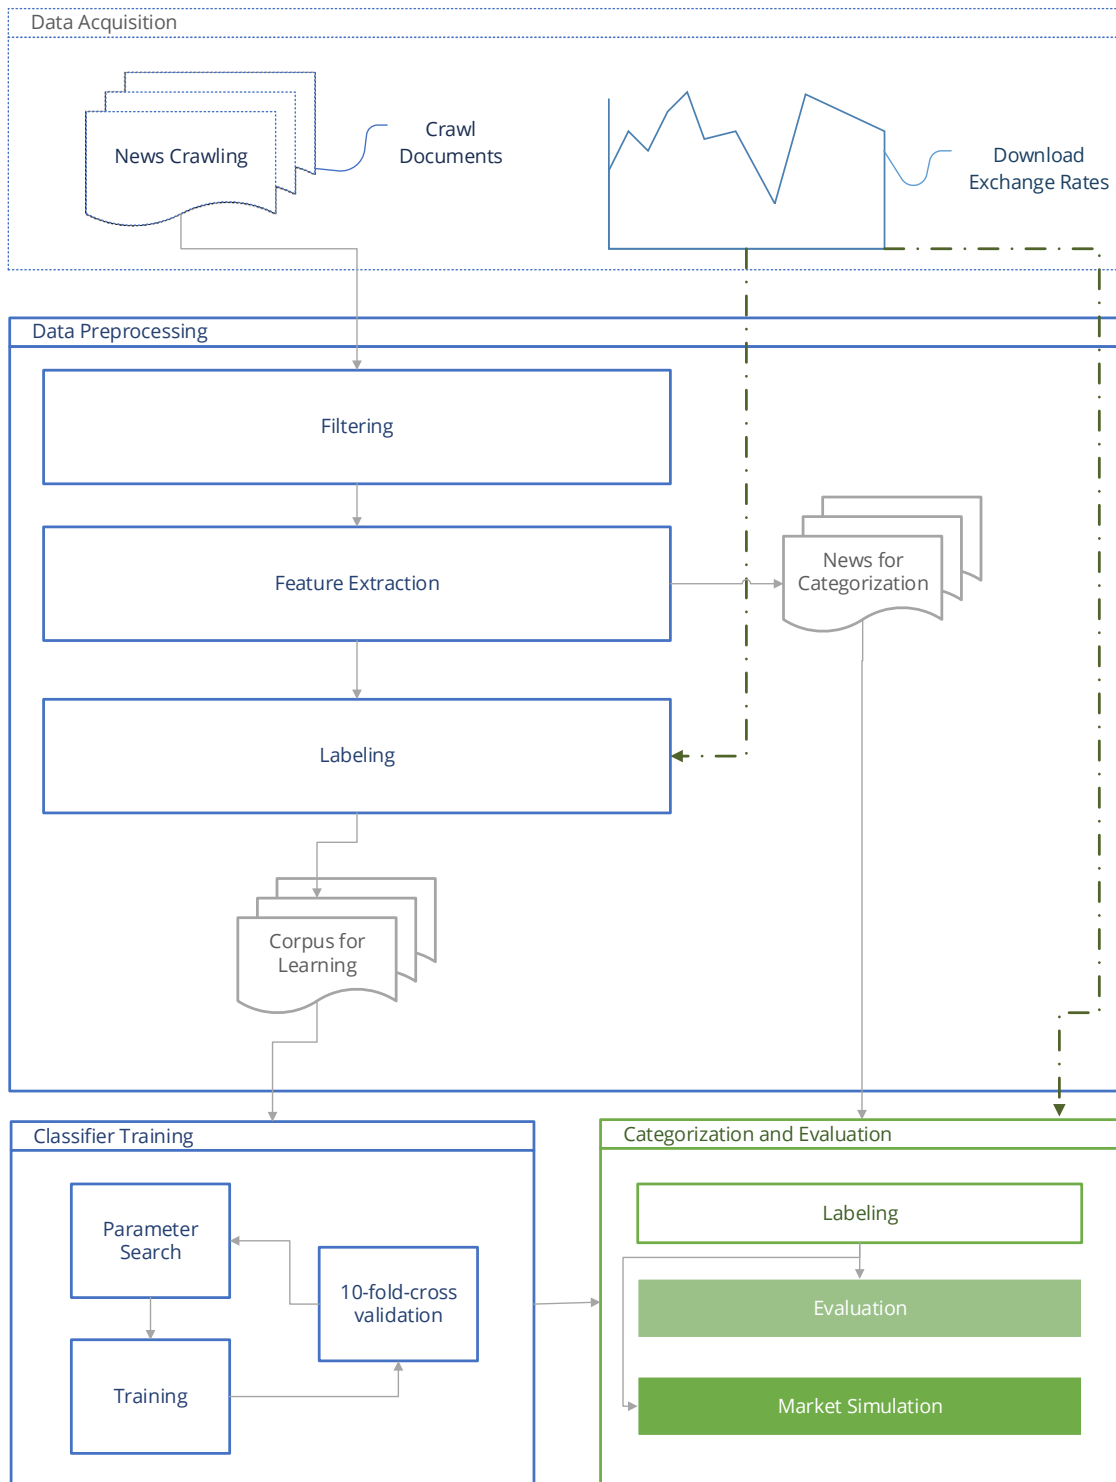 Data Acquisition
News Crawling
Crawl
Documents
Download
Exchange Rates
Data Preprocessing
Filtering
Feature Extraction
News for
Categorization
Labeling
Corpus for
Learning
Classifier Training
Parameter
Search
10-fold-cross
validation
Training
Categorization and Evaluation
Labeling
Evaluation
Market Simulation